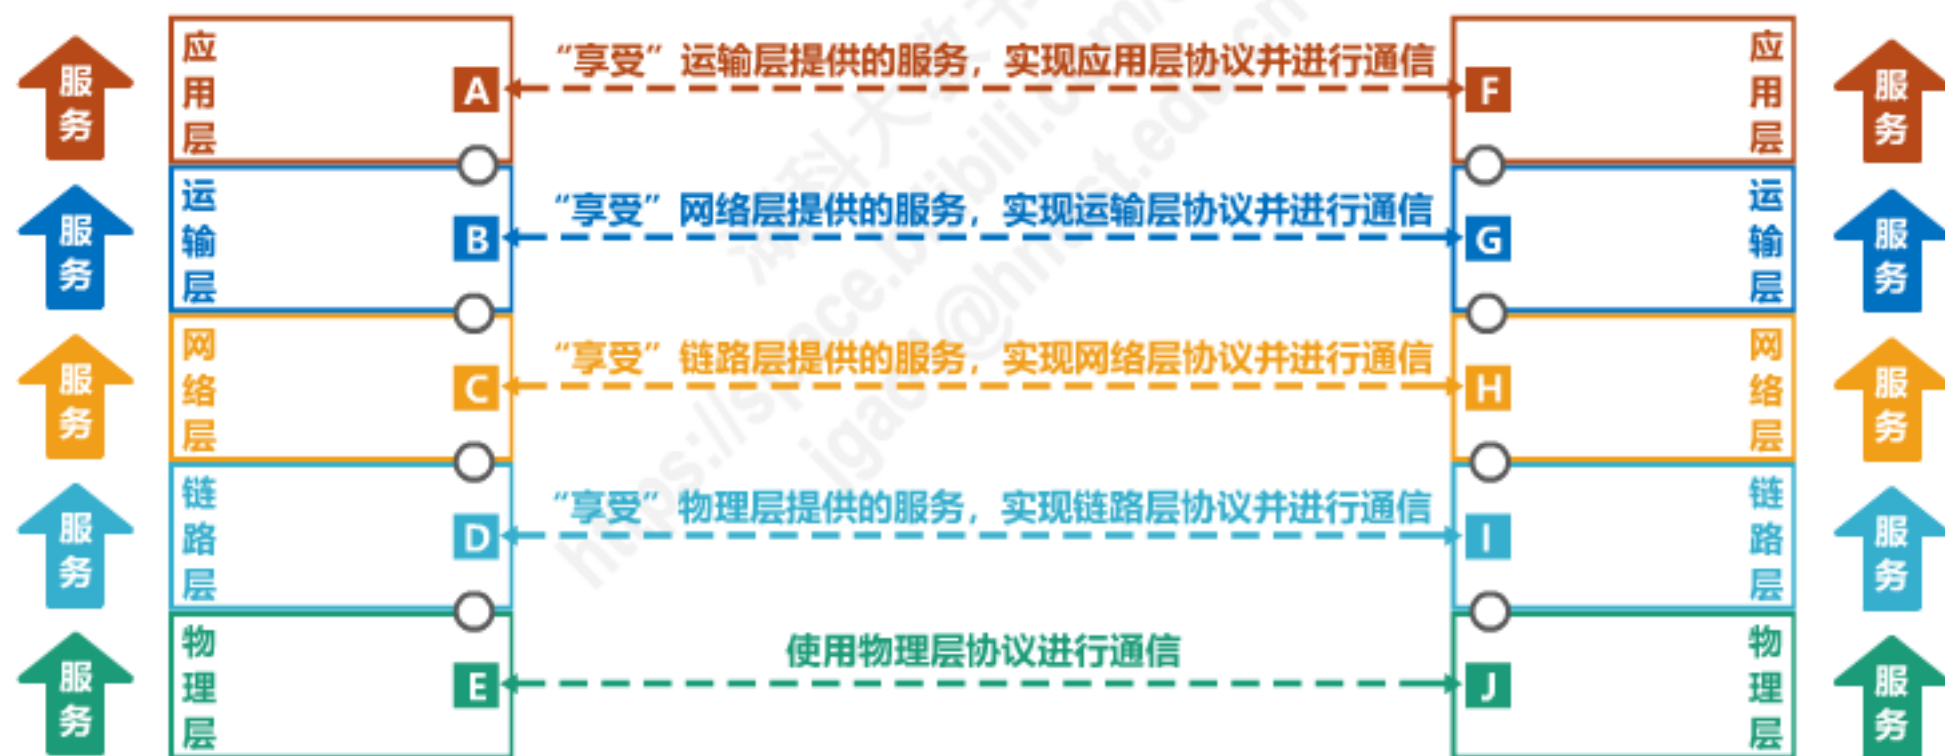 服务 应用层 A “享受”运输层提供的服务，实现应用层协议并进行通信 F 应用层 服务
服务 运输层 B “享受”网络层提供的服务，实现运输层协议并进行通信 G 运输层 服务
服务 网络层 C “享受”链路层提供的服务，实现网络层协议并进行通信 H 网络层 服务
服务 链路层 D “享受”物理层提供的服务，实现链路层协议并进行通信 I 链路层 服务
服务 物理层 E 使用物理层协议进行通信 J 物理层 服务